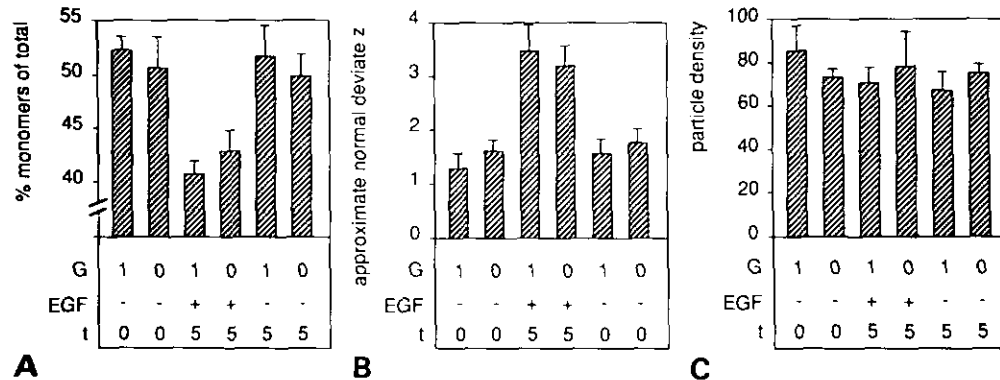 % monomers of total
55
50
45
40
G 1 0 1 0 1 0
EGF - - + + - -
t 0 0 5 5 5 5
A
approximate normal deviate z
4
3
2
1
0
1 0 1 0 1 0
- - + + - -
0 0 5 5 5 5
B
particle density
100
80
60
40
20
0
G 1 0 1 0 1 0
EGF - - + + - -
t 0 0 5 5 5 5
C